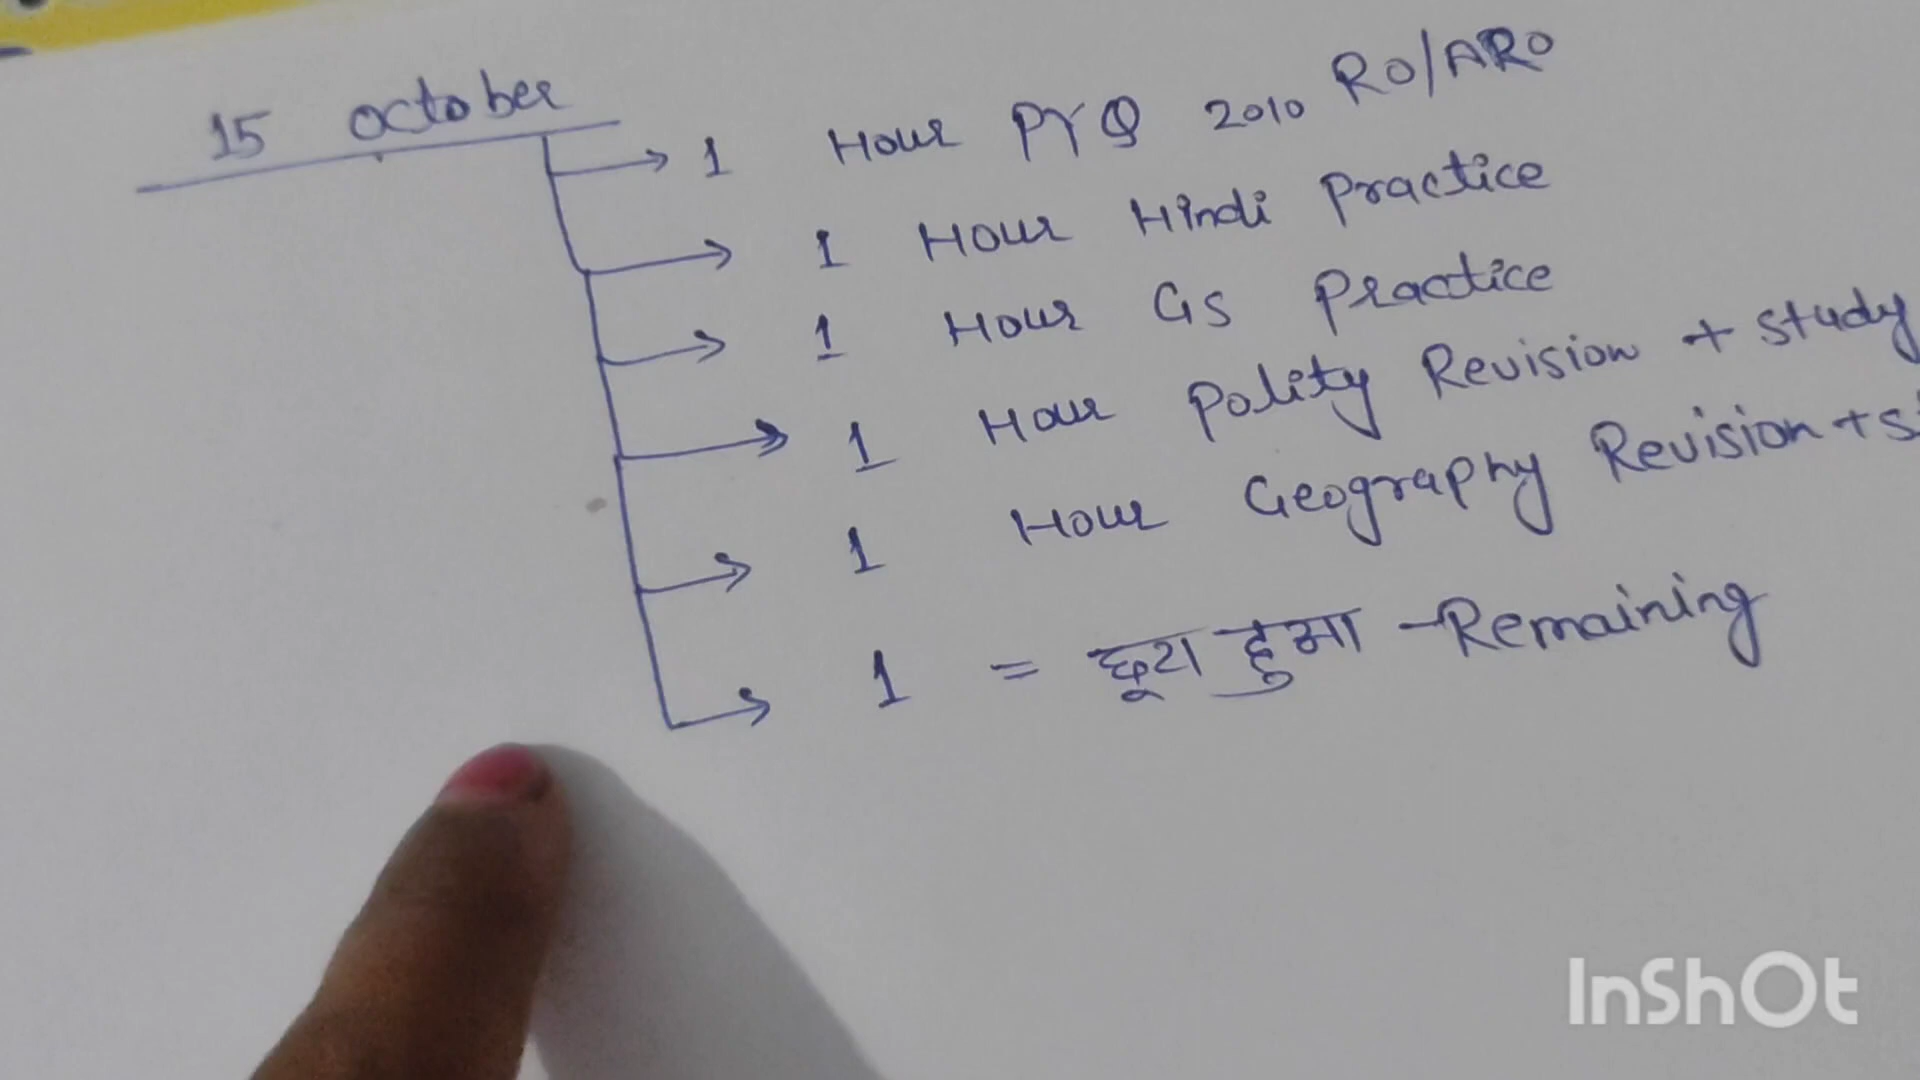 15 october
1 Hour PYQ 2010 RO/ARO
1 Hour Hindi practice
1 Hour GS practice
1 Hour polity Revision + study
1 Hour Geography Revision + s
1 = छूटा हुआ - Remaining
InShOt